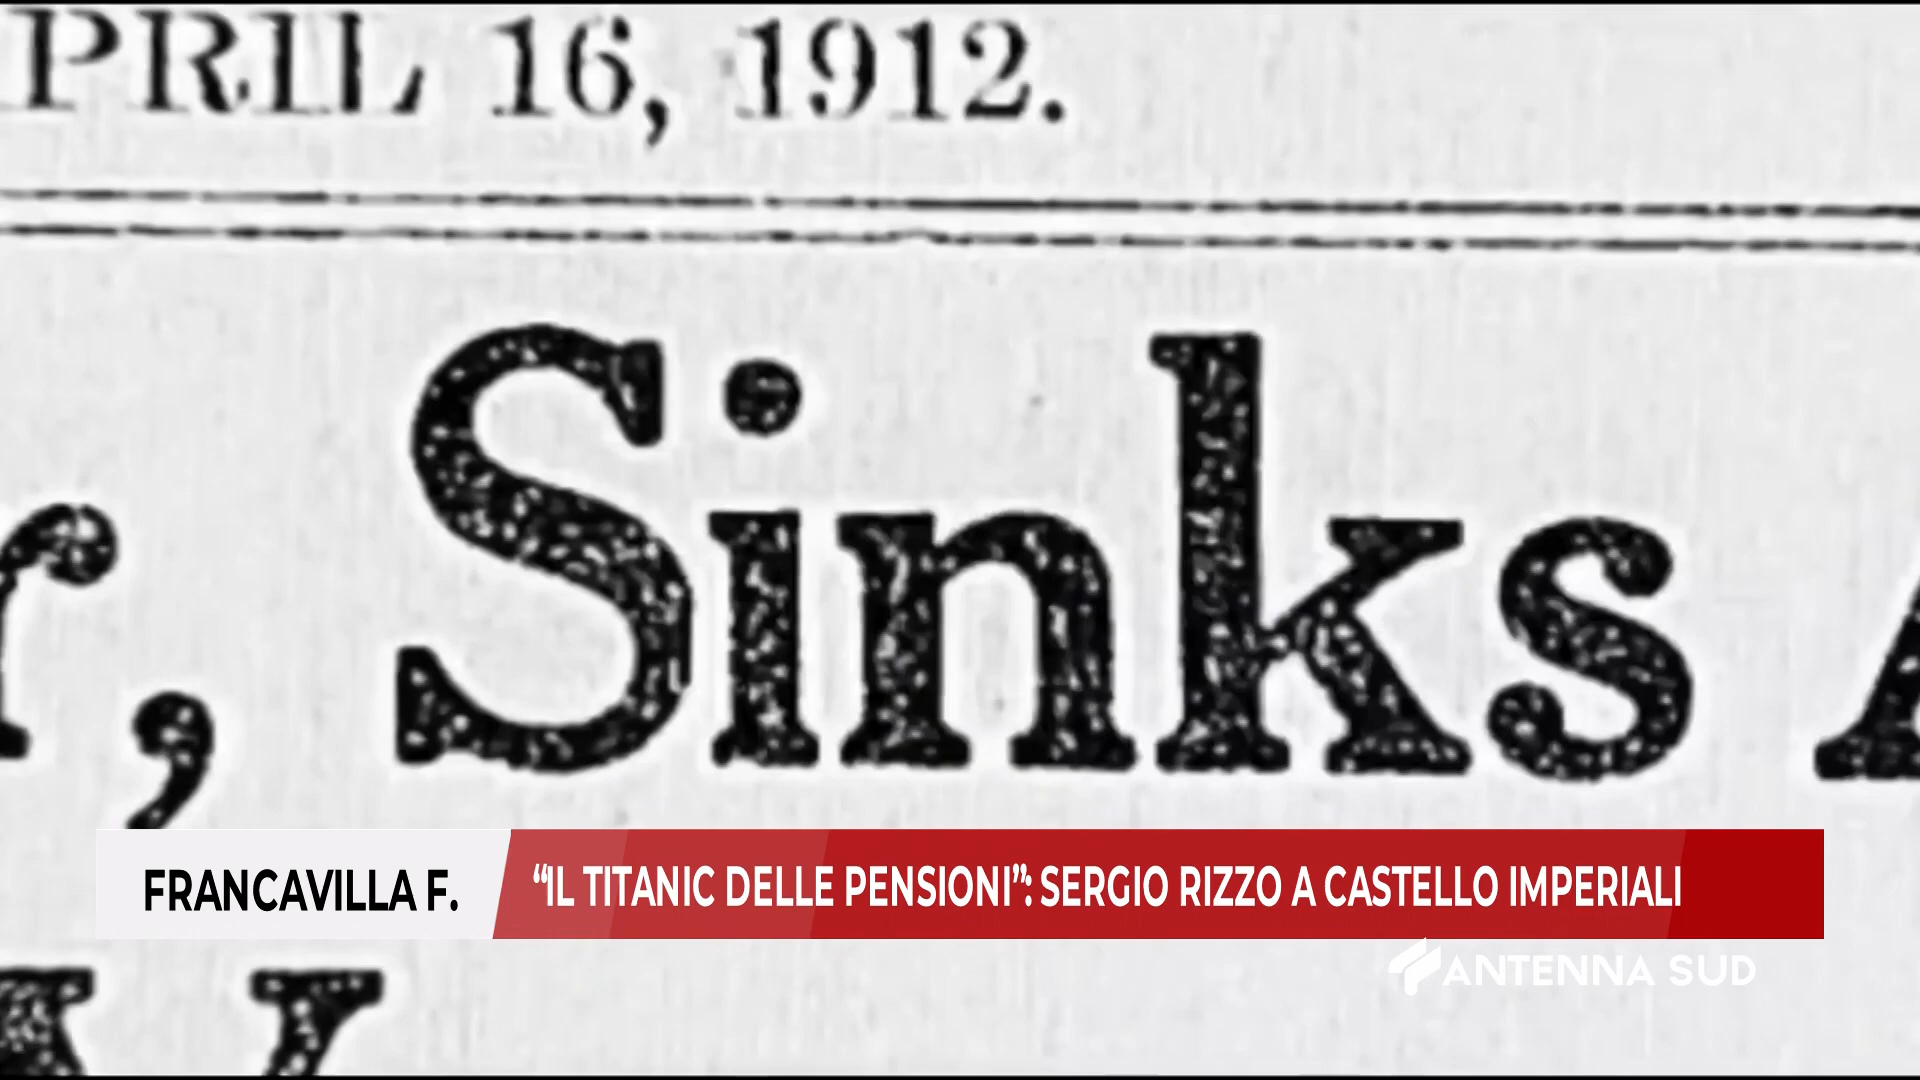 PRIL 16, 1912.
r, Sinks A
FRANCAVILLA F.
“IL TITANIC DELLE PENSIONI”: SERGIO RIZZO A CASTELLO IMPERIALI
ANTENNA SUD